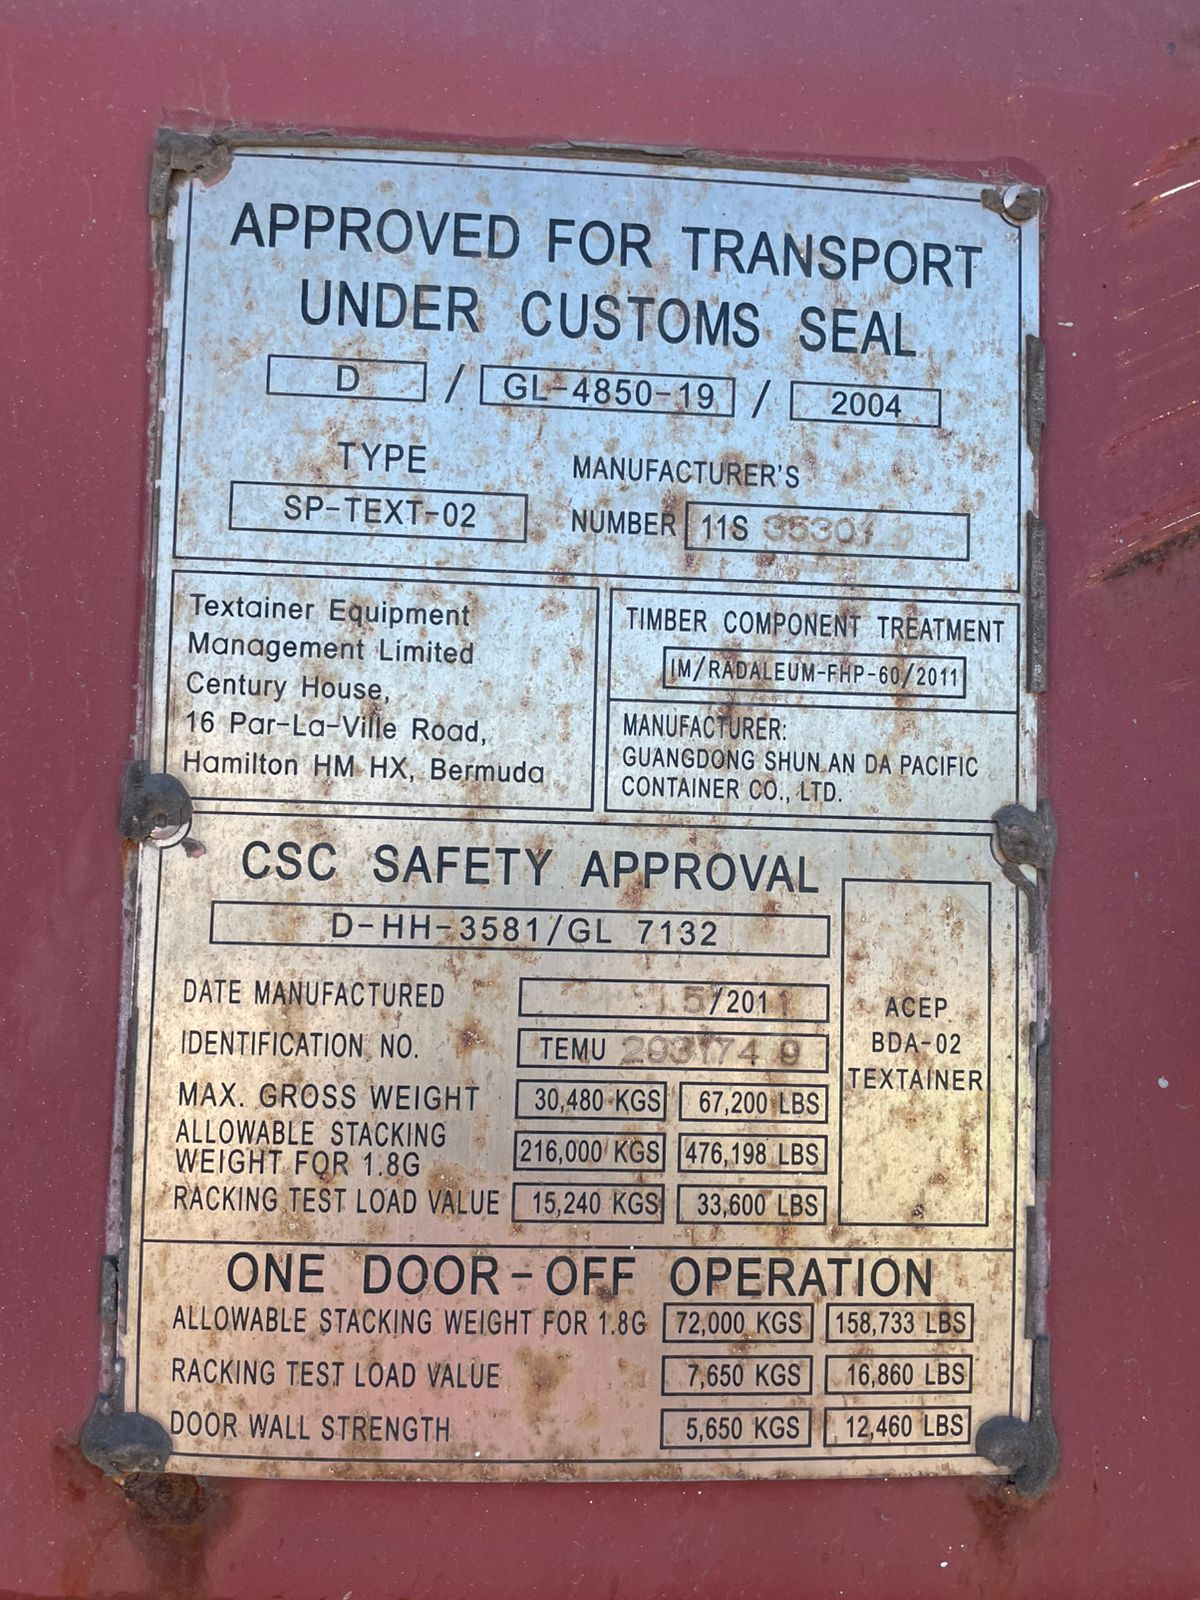 APPROVED FOR TRANSPORT
UNDER CUSTOMS SEAL
D / GL-4850-19 / 2004
TYPE
SP-TEXT-02
MANUFACTURER'S
NUMBER 11S 35301
Textainer Equipment
Management Limited
Century House,
16 Par-La-Ville Road,
Hamilton HM HX, Bermuda
TIMBER COMPONENT TREATMENT
IM/RADALEUM-FHP-60/2011
MANUFACTURER:
GUANGDONG SHUN AN DA PACIFIC
CONTAINER CO., LTD.
CSC SAFETY APPROVAL
D-HH-3581/GL 7132
DATE MANUFACTURED 5/2011
IDENTIFICATION NO. TEMU
MAX. GROSS WEIGHT 30,480 KGS 67,200 LBS
ALLOWABLE STACKING
WEIGHT FOR 1.8G 216,000 KGS 476,198 LBS
RACKING TEST LOAD VALUE 15,240 KGS 33,600 LBS
ACEP
BDA-02
TEXTAINER
ONE DOOR-OFF OPERATION
ALLOWABLE STACKING WEIGHT FOR 1.8G 72,000 KGS 158,733 LBS
RACKING TEST LOAD VALUE 7,650 KGS 16,860 LBS
DOOR WALL STRENGTH 5,650 KGS 12,460 LBS